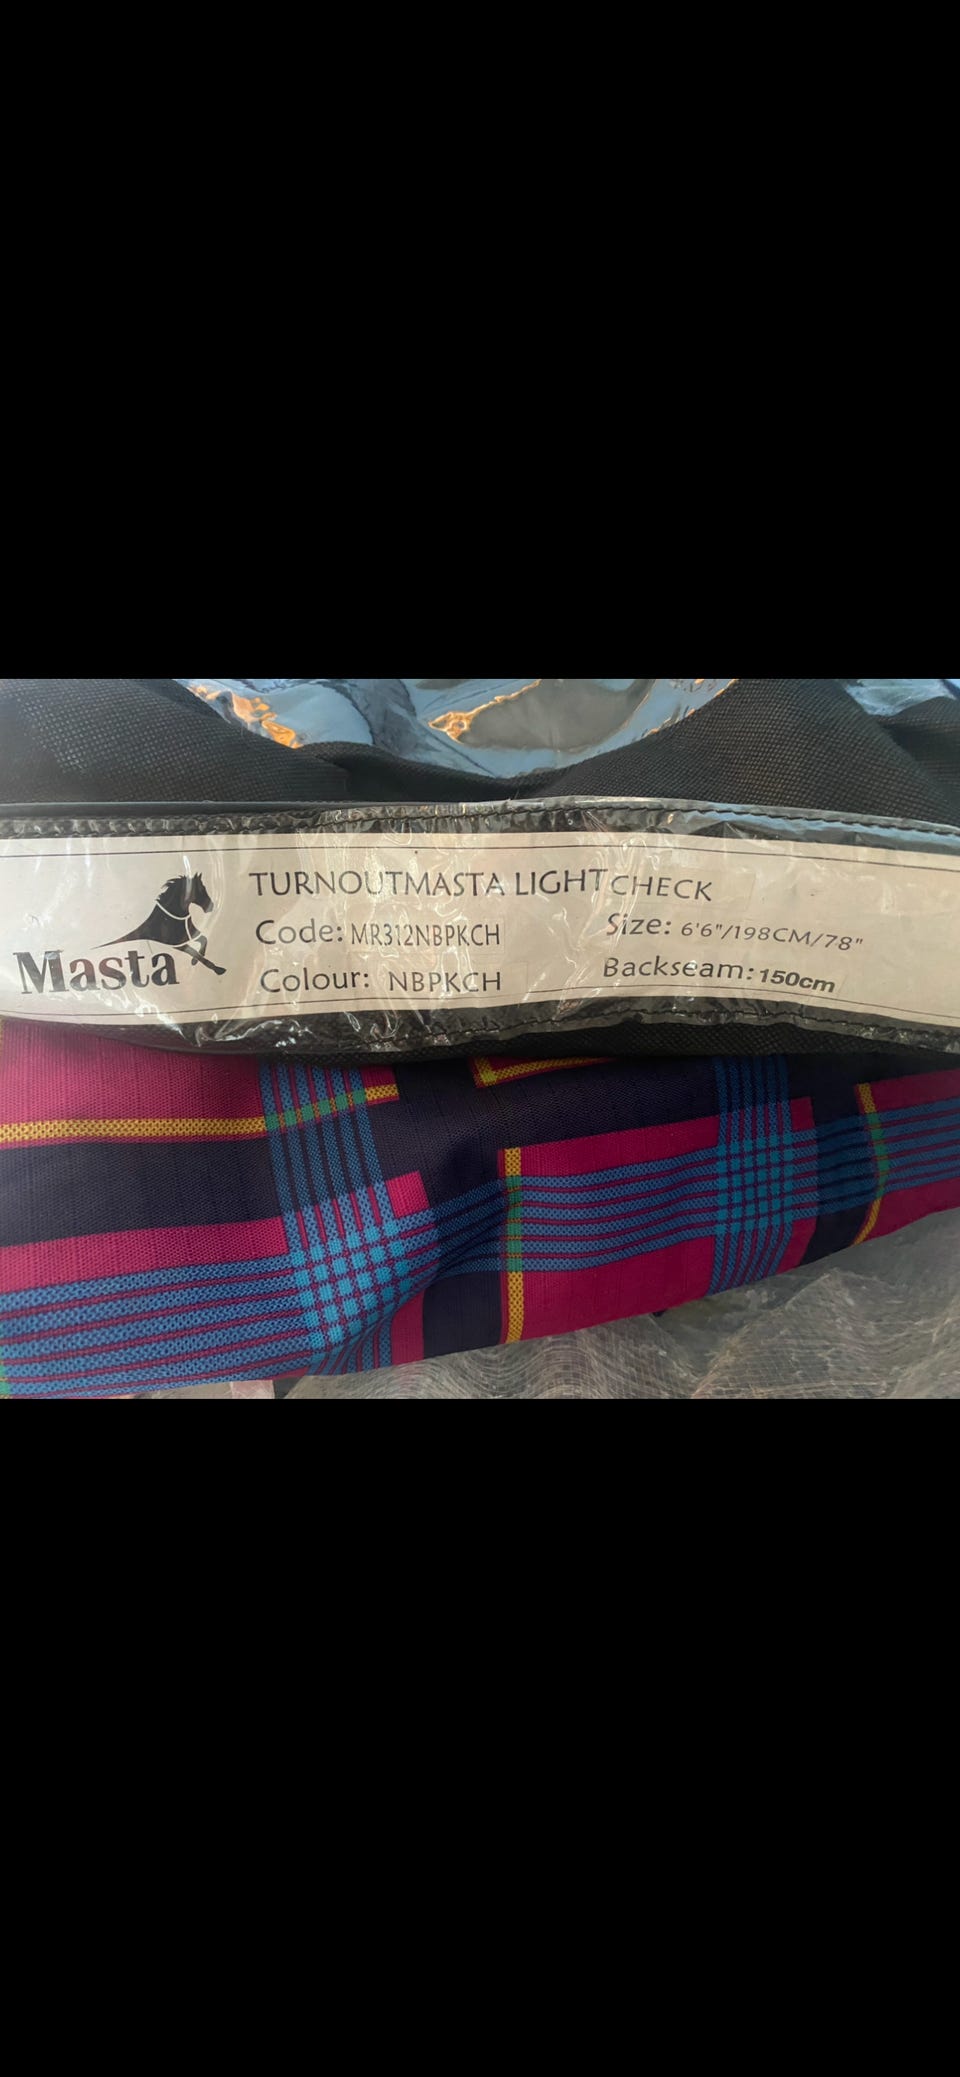 Masta
TURNOUTMASTA LIGHT CHECK
Code: MR312NBPKCH
Size: 6'6"/198CM/78"
Colour: NBPKCH
Backseam: 150cm